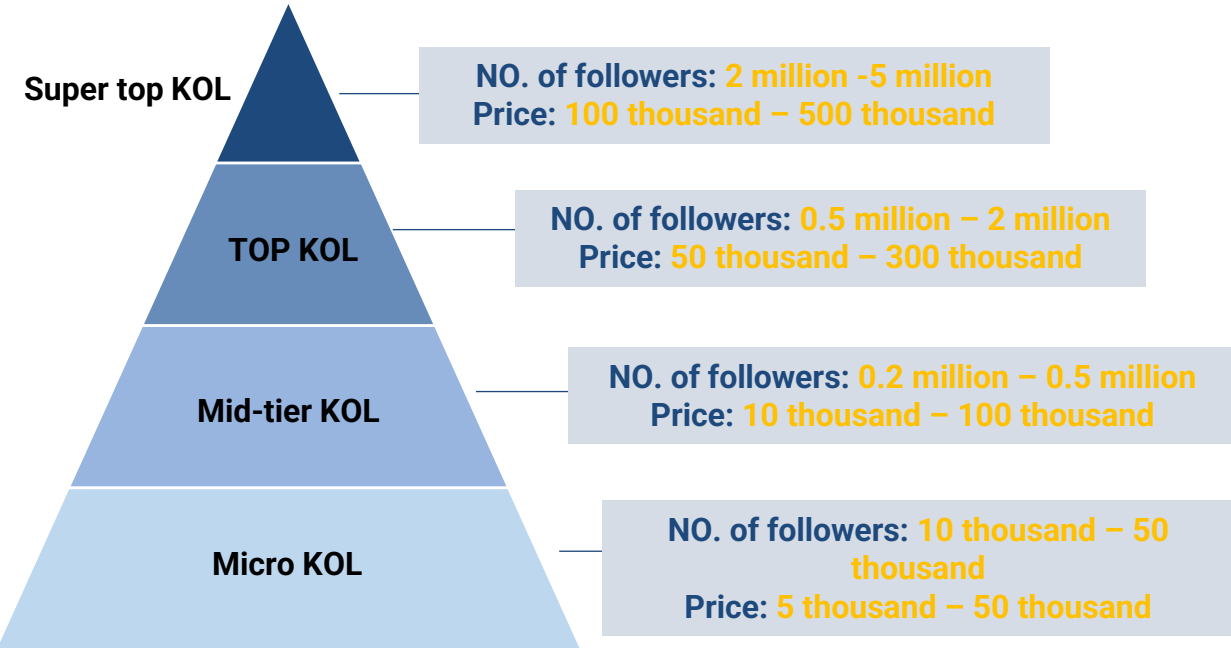 Super top KOL
NO. of followers: 2 million -5 million
Price: 100 thousand – 500 thousand
TOP KOL
NO. of followers: 0.5 million – 2 million
Price: 50 thousand – 300 thousand
Mid-tier KOL
NO. of followers: 0.2 million – 0.5 million
Price: 10 thousand – 100 thousand
Micro KOL
NO. of followers: 10 thousand – 50
thousand
Price: 5 thousand – 50 thousand